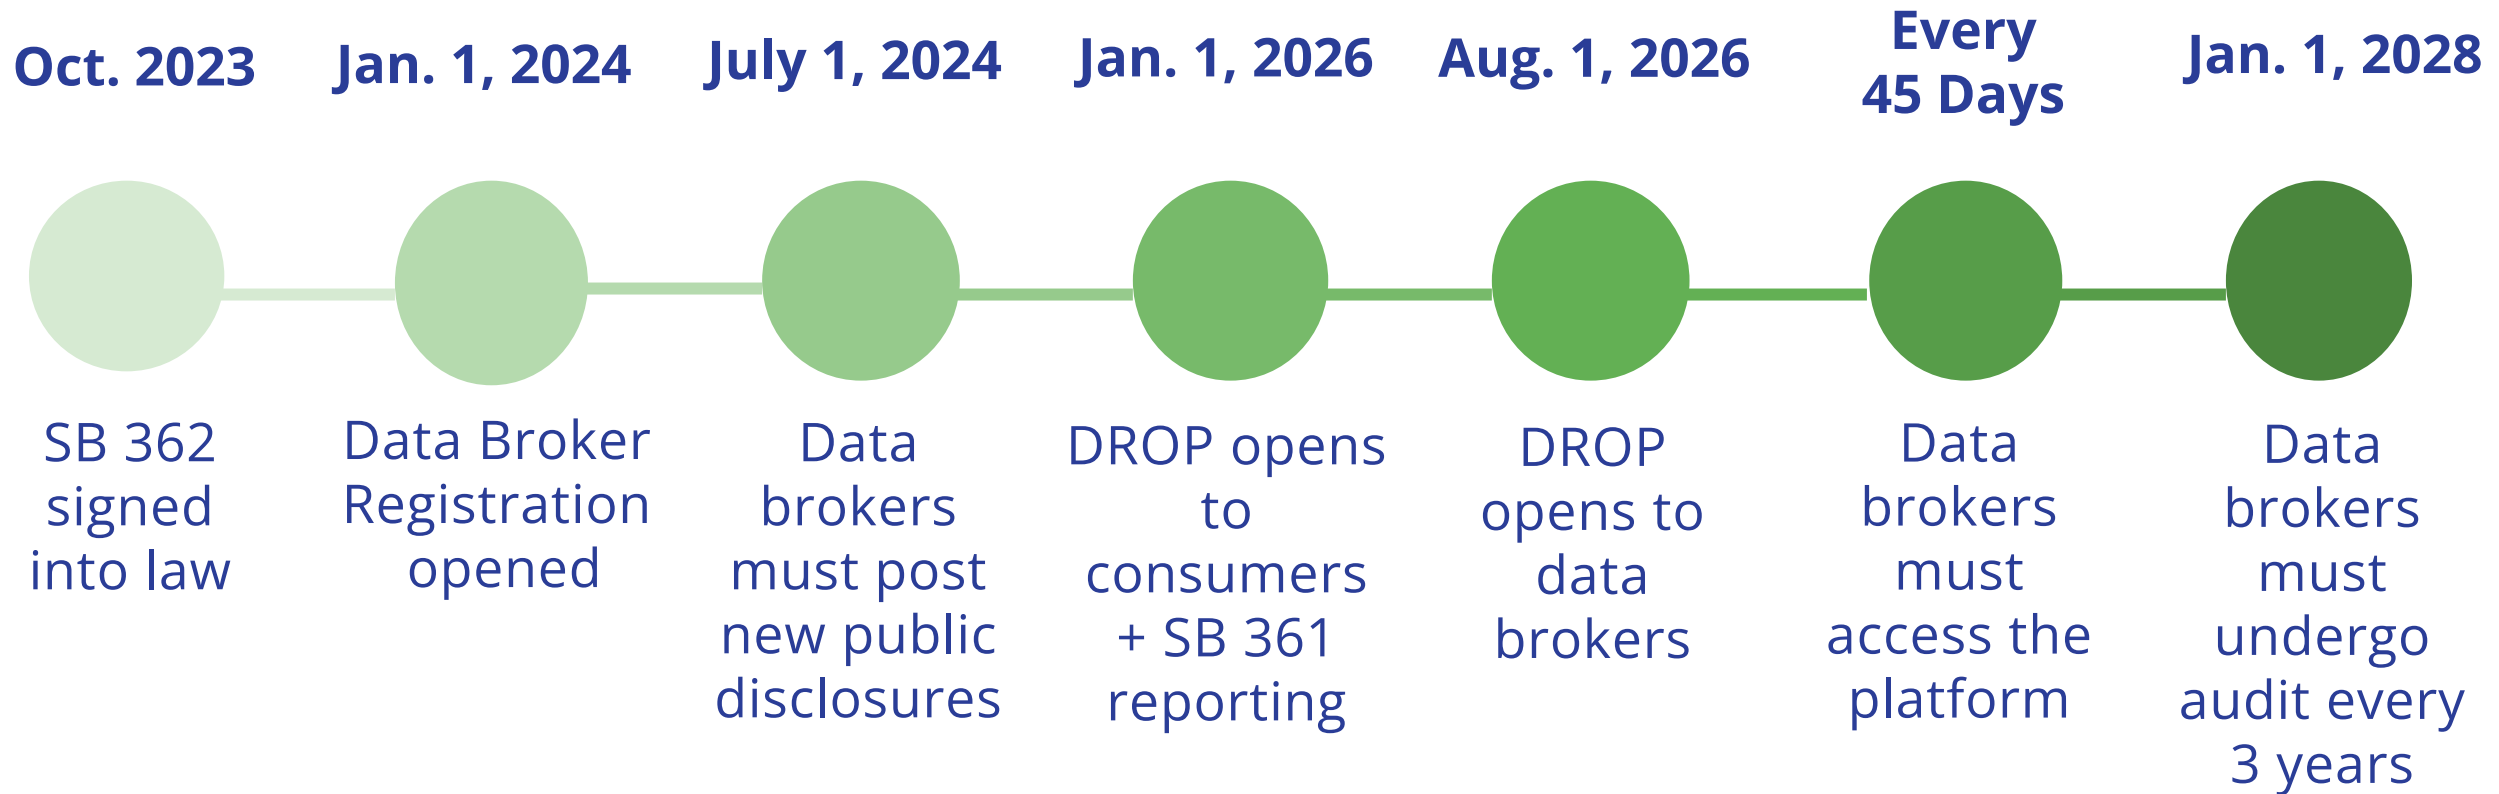 Oct. 2023
SB 362
signed
into law
Jan. 1, 2024
Data Broker
Registration
opened
July 1, 2024
Data
brokers
must post
new public
disclosures
Jan. 1, 2026
DROP opens
to
consumers
+ SB 361
reporting
Aug. 1, 2026
DROP
opens to
data
brokers
Every
45 Days
Data
brokers
must
access the
platform
Jan. 1, 2028
Data
brokers
must
undergo
audit every
3 years